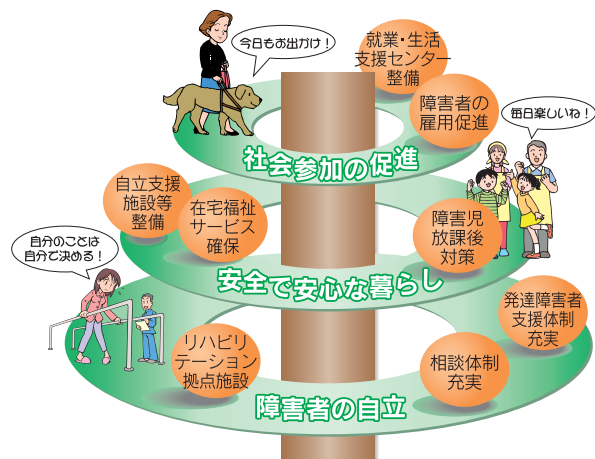 今日もお出かけ！
就業・生活
支援センター
整備
障害者の
雇用促進
毎日楽しいね！
社会参加の促進
自立支援
施設等
整備
在宅福祉
サービス
確保
障害児
放課後
対策
自分のことは
自分で決める！
安全で安心な暮らし
発達障害者
支援体制
充実
リハビリ
テーション
拠点施設
相談体制
充実
障害者の自立